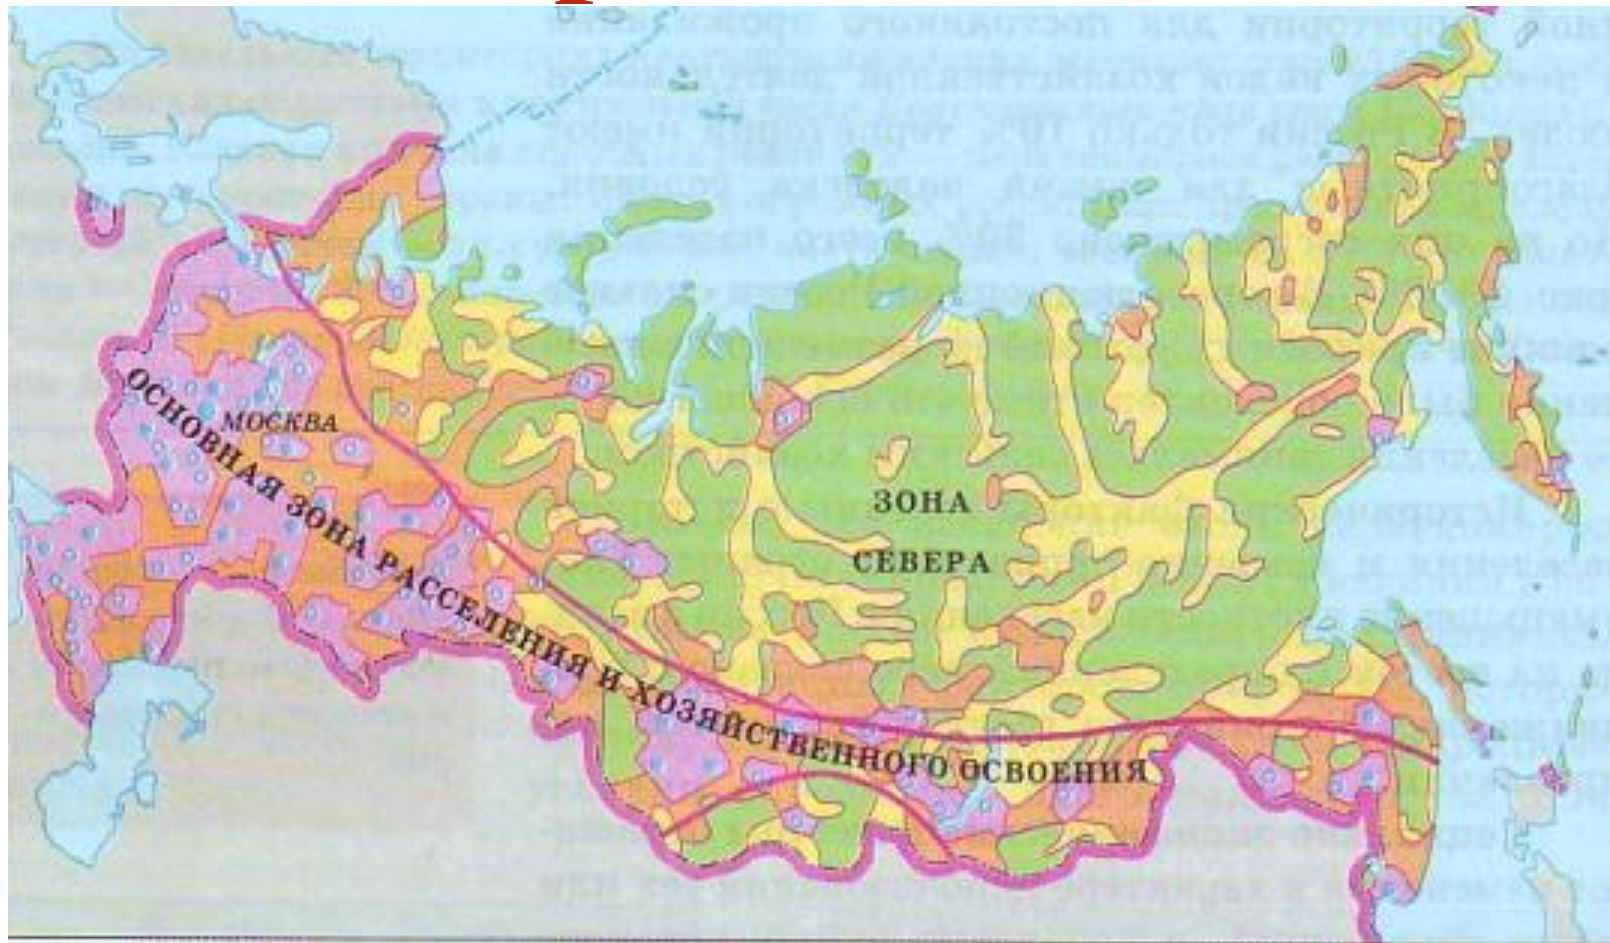 МОСКВА
ОСНОВНАЯ ЗОНА РАССЕЛЕНИЯ И ХОЗЯЙСТВЕННОГО ОСВОЕНИЯ
ЗОНА
СЕВЕРА